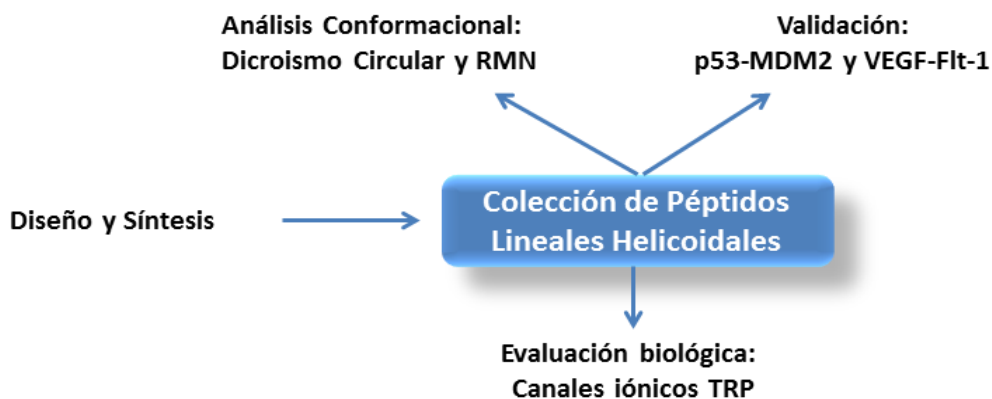 Análisis Conformacional:
Dicroismo Circular y RMN
Validación:
p53-MDM2 y VEGF-Flt-1
Diseño y Síntesis
Colección de Péptidos
Lineales Helicoidales
Evaluación biológica:
Canales iónicos TRP